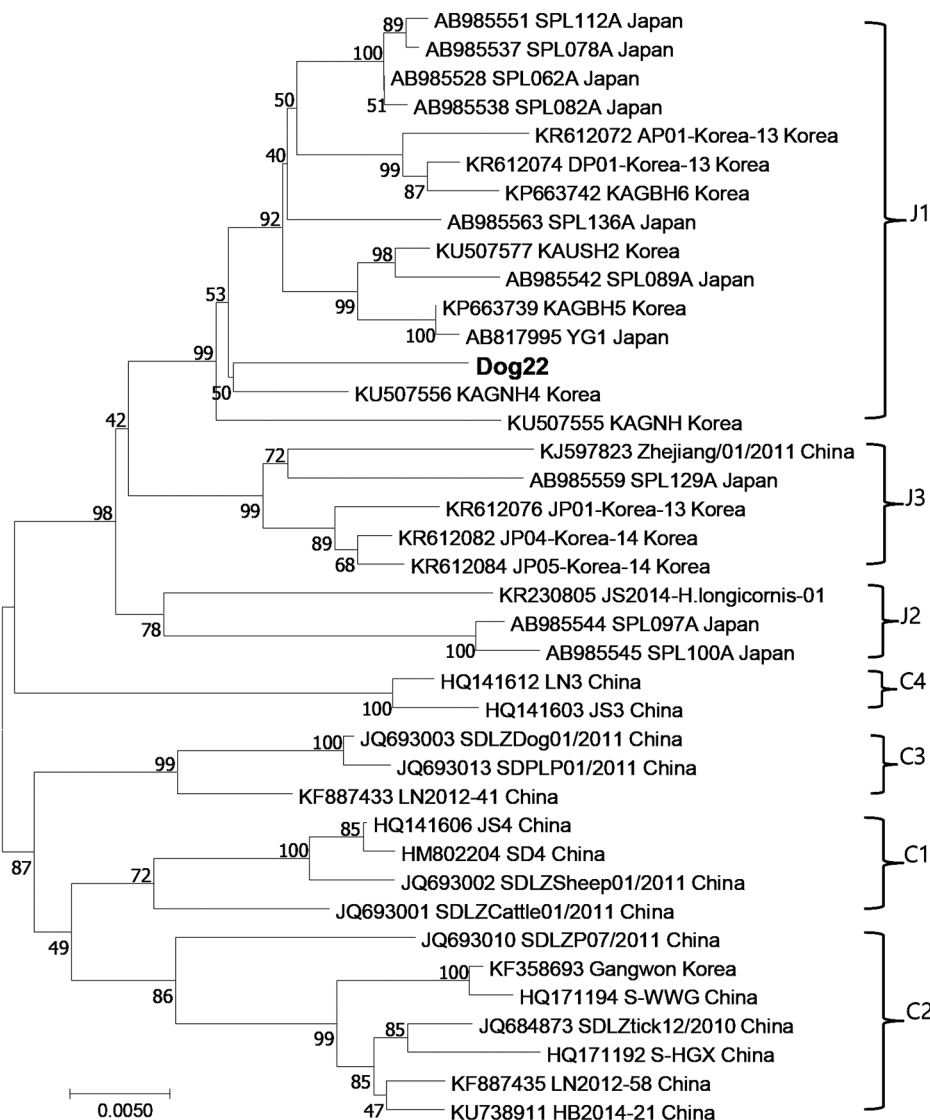 AB985551 SPL112A Japan
89
AB985537 SPL078A Japan
100
AB985528 SPL062A Japan
51
AB985538 SPL082A Japan
50
KR612072 AP01-Korea-13 Korea
40
KR612074 DP01-Korea-13 Korea
99
87
KP663742 KAGBH6 Korea
J1
92
AB985563 SPL136A Japan
98
KU507577 KAUSH2 Korea
AB985542 SPL089A Japan
53
99
KP663739 KAGBH5 Korea
100
AB817995 YG1 Japan
99
Dog22
50
KU507556 KAGNH4 Korea
42
KU507555 KAGNH Korea
72
KJ597823 Zhejiang/01/2011 China
AB985559 SPL129A Japan
J3
99
KR612076 JP01-Korea-13 Korea
98
89
KR612082 JP04-Korea-14 Korea
68
KR612084 JP05-Korea-14 Korea
KR230805 JS2014-H.longicornis-01
J2
78
AB985544 SPL097A Japan
100
AB985545 SPL100A Japan
HQ141612 LN3 China
C4
100
HQ141603 JS3 China
100
JQ693003 SDLZDog01/2011 China
C3
99
JQ693013 SDPLP01/2011 China
KF887433 LN2012-41 China
85
HQ141606 JS4 China
100
HM802204 SD4 China
C1
87
72
JQ693002 SDLZSheep01/2011 China
JQ693001 SDLZCattle01/2011 China
49
JQ693010 SDLZP07/2011 China
100
KF358693 Gangwon Korea
86
HQ171194 S-WWG China
C2
99
85
JQ684873 SDLZtick12/2010 China
HQ171192 S-HGX China
85
KF887435 LN2012-58 China
47
KU738911 HB2014-21 China
0.0050